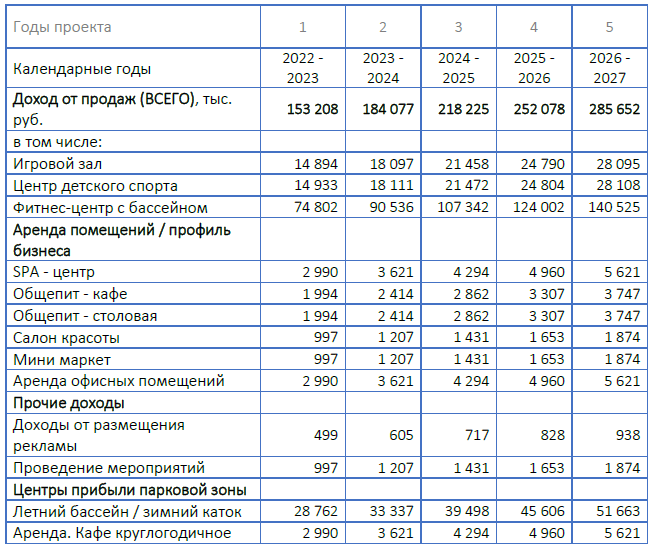 Годы проекта 1 2 3 4 5
Календарные годы 2022 - 2023 2023 - 2024 2024 - 2025 2025 - 2026 2026 - 2027
Доход от продаж (ВСЕГО), тыс. руб. 153 208 184 077 218 225 252 078 285 652
в том числе:
Игровой зал 14 894 18 097 21 458 24 790 28 095
Центр детского спорта 14 933 18 111 21 472 24 804 28 108
Фитнес-центр с бассейном 74 802 90 536 107 342 124 002 140 525
Аренда помещений / профиль бизнеса
SPA - центр 2 990 3 621 4 294 4 960 5 621
Общепит - кафе 1 994 2 414 2 862 3 307 3 747
Общепит - столовая 1 994 2 414 2 862 3 307 3 747
Салон красоты 997 1 207 1 431 1 653 1 874
Мини маркет 997 1 207 1 431 1 653 1 874
Аренда офисных помещений 2 990 3 621 4 294 4 960 5 621
Прочие доходы
Доходы от размещения рекламы 499 605 717 828 938
Проведение мероприятий 997 1 207 1 431 1 653 1 874
Центры прибыли парковой зоны
Летний бассейн / зимний каток 28 762 33 337 39 498 45 606 51 663
Аренда. Кафе круглогодичное 2 990 3 621 4 294 4 960 5 621